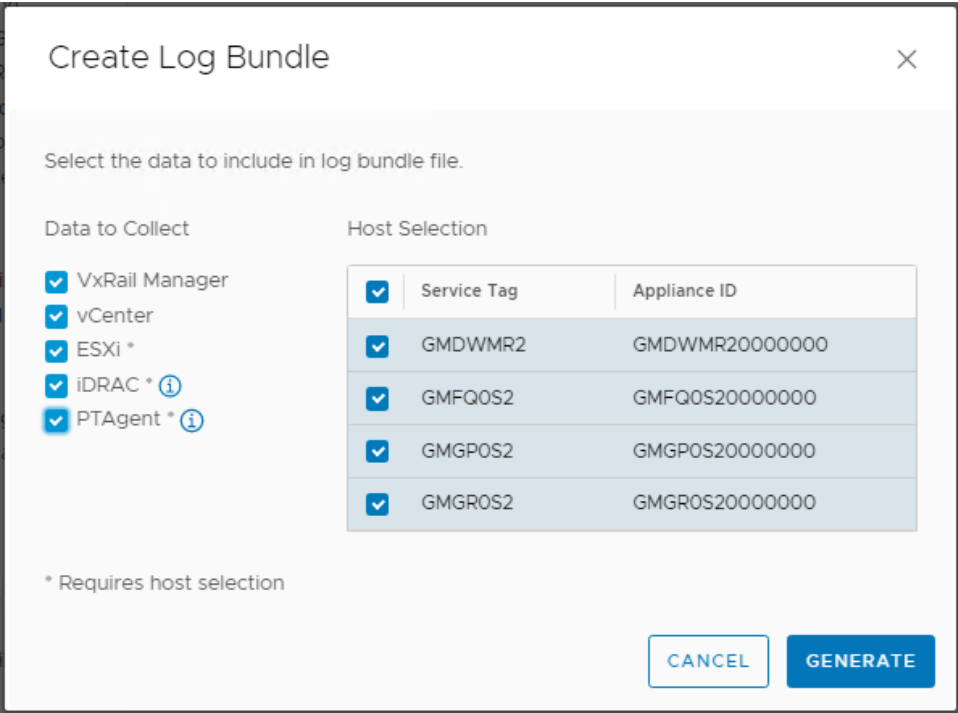 Create Log Bundle
Select the data to include in log bundle file.
Data to Collect
VxRail Manager
vCenter
ESXi *
iDRAC *
PTAgent *
Host Selection
Service Tag Appliance ID
GMDWMR2 GMDWMR20000000
GMFQ0S2 GMFQ0S20000000
GMGP0S2 GMGP0S20000000
GMGR0S2 GMGR0S20000000
* Requires host selection
CANCEL GENERATE